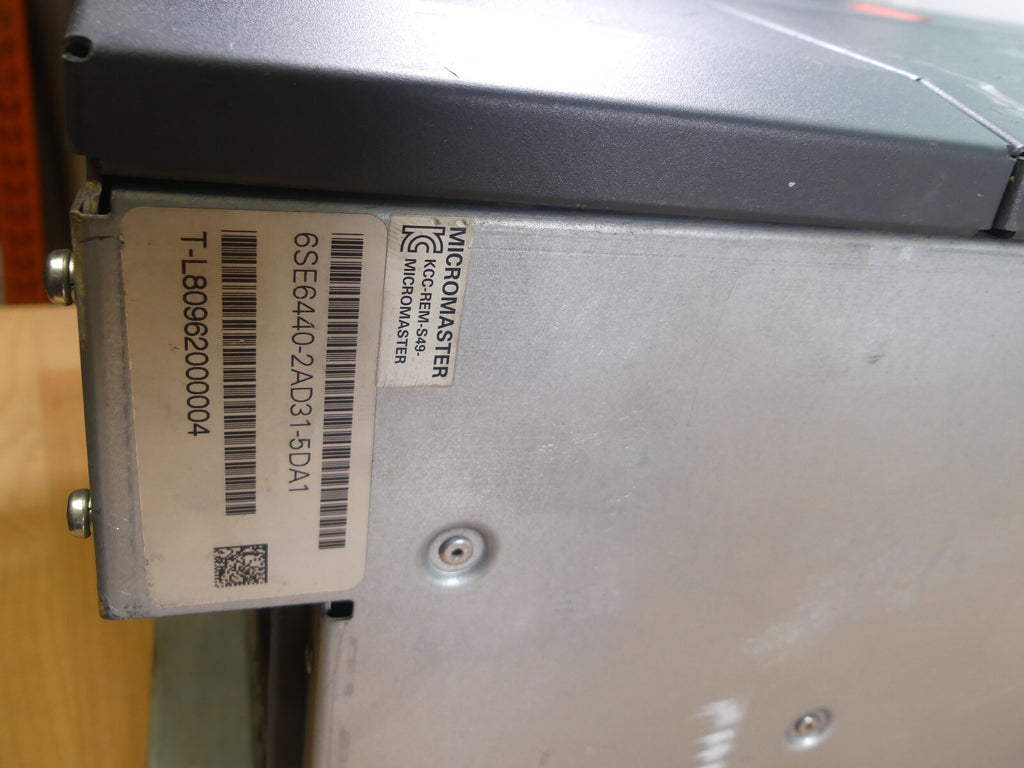 6SE6440-2AD31-5DA1
T-L80962000004
MICROMASTER
KCC-REM-S49-
MICROMASTER